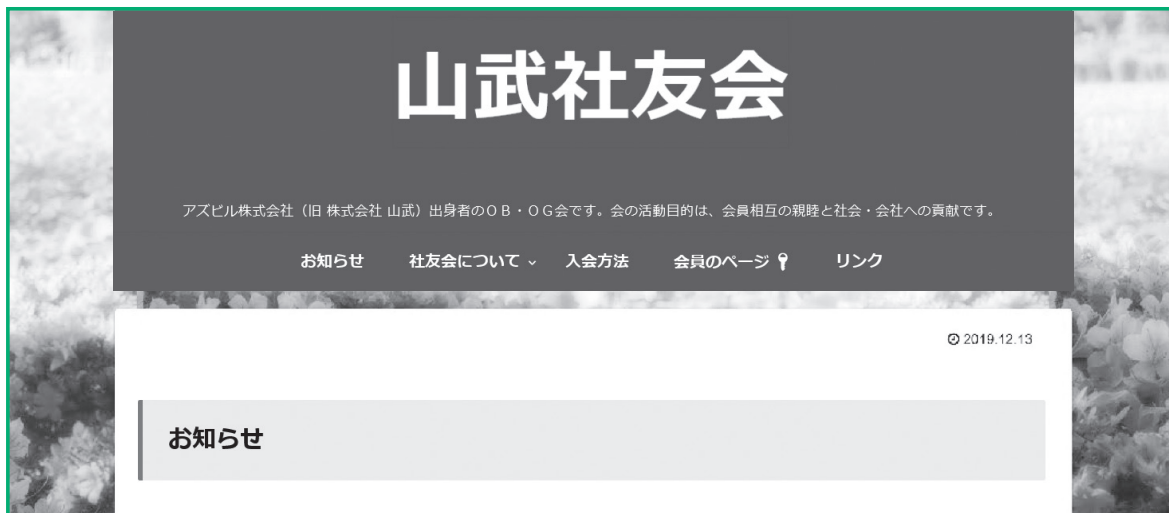 山武社友会
アズビル株式会社（旧 株式会社 山武）出身者のＯＢ・ＯＧ会です。会の活動目的は、会員相互の親睦と社会・会社への貢献です。
お知らせ 社友会について 入会方法 会員のページ リンク
2019.12.13
お知らせ